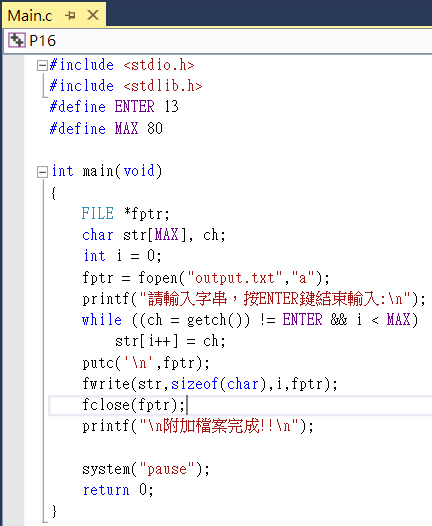 Main.c
P16
#include <stdio.h>
#include <stdlib.h>
#define ENTER 13
#define MAX 80
int main(void)
{
FILE *fptr;
char str[MAX], ch;
int i = 0;
fptr = fopen("output.txt","a");
printf("請輸入字串，按ENTER鍵結束輸入:\n");
while ((ch = getch()) != ENTER && i < MAX)
str[i++] = ch;
putc('\n',fptr);
fwrite(str,sizeof(char),i,fptr);
fclose(fptr);
printf("\n附加檔案完成!!\n");
system("pause");
return 0;
}